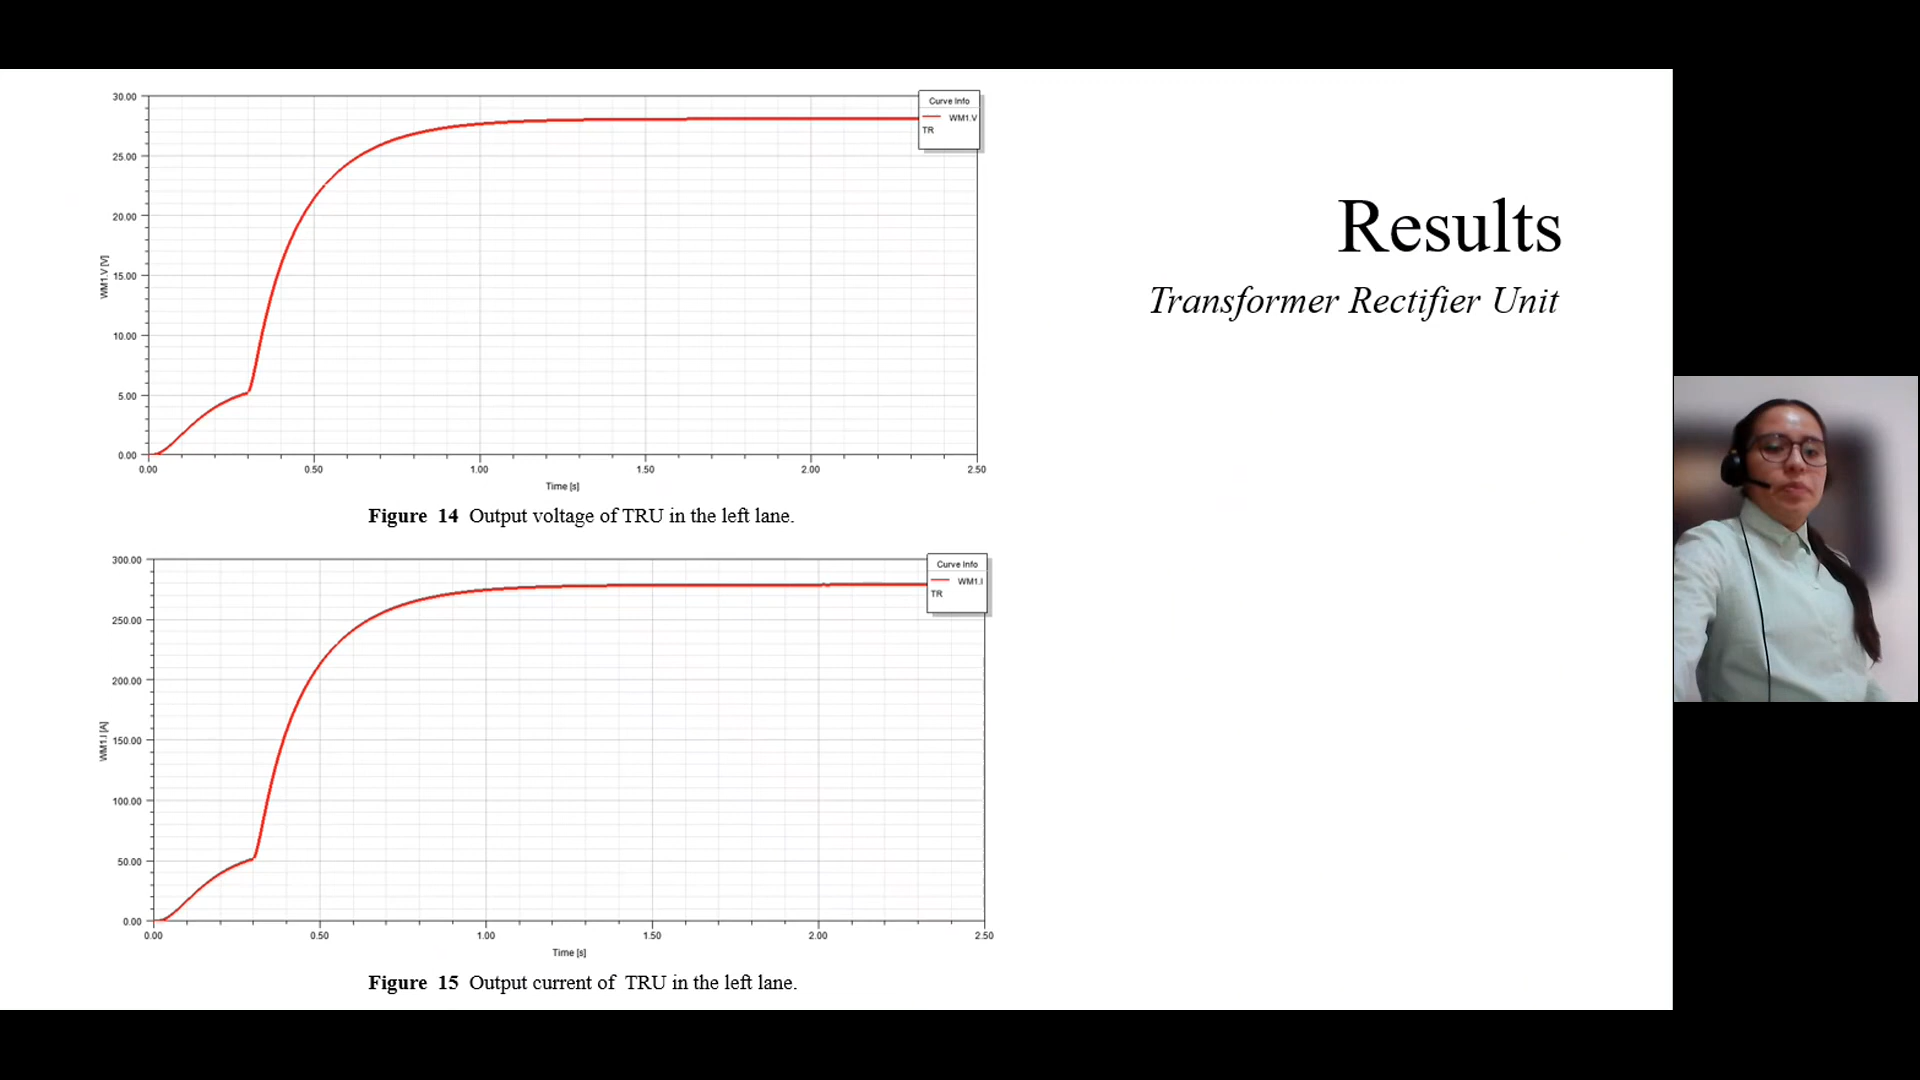 30.00
25.00
20.00
15.00
10.00
5.00
0.00
WM1.V [V]
0.00 0.50 1.00 1.50 2.00 2.50
Time [s]
Curve Info
WM1.V
TR
Figure 14 Output voltage of TRU in the left lane.
300.00
250.00
200.00
150.00
100.00
50.00
0.00
WM1.I [A]
0.00 0.50 1.00 1.50 2.00 2.50
Time [s]
Curve Info
WM1.I
TR
Figure 15 Output current of TRU in the left lane.
Results
Transformer Rectifier Unit